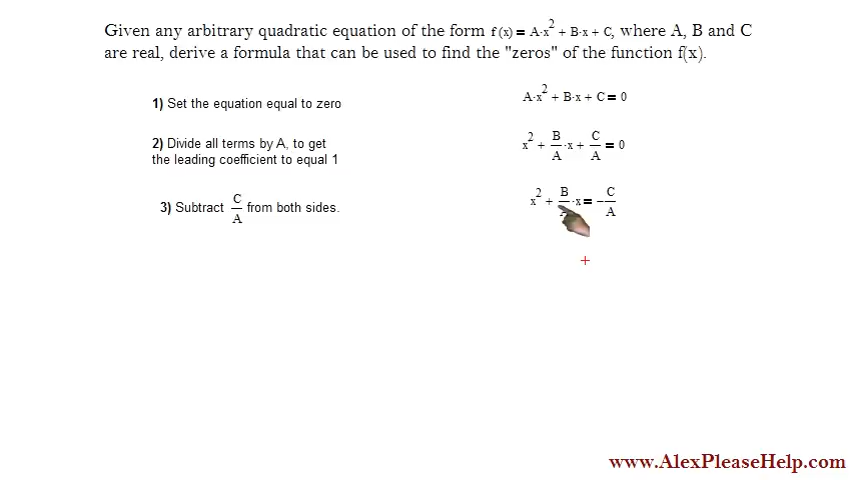 Given any arbitrary quadratic equation of the form f(x) = A·x² + B·x + C, where A, B and C
are real, derive a formula that can be used to find the "zeros" of the function f(x).
1) Set the equation equal to zero
A·x² + B·x + C = 0
2) Divide all terms by A, to get
the leading coefficient to equal 1
x² + B/A·x + C/A = 0
3) Subtract C/A from both sides.
x² + B/ ·x = -C/A
+
www.AlexPleaseHelp.com